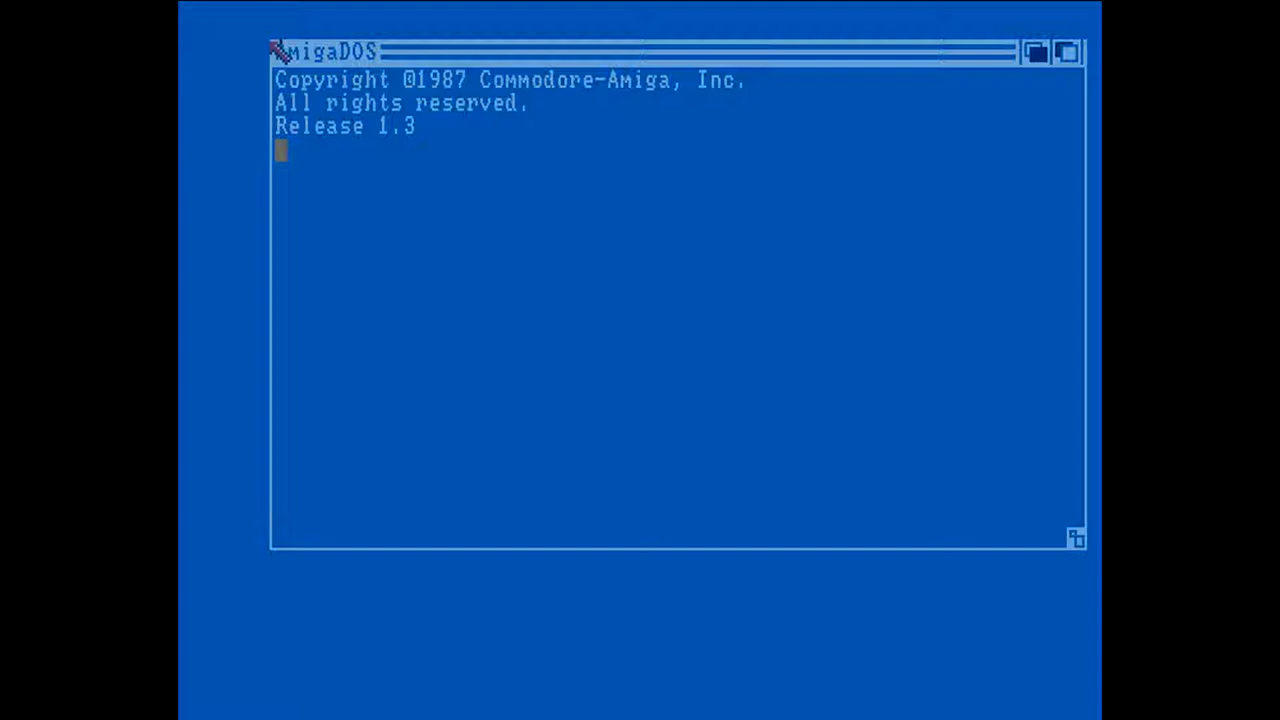 AmigaDOS
Copyright ©1987 Commodore-Amiga, Inc.
All rights reserved.
Release 1.3